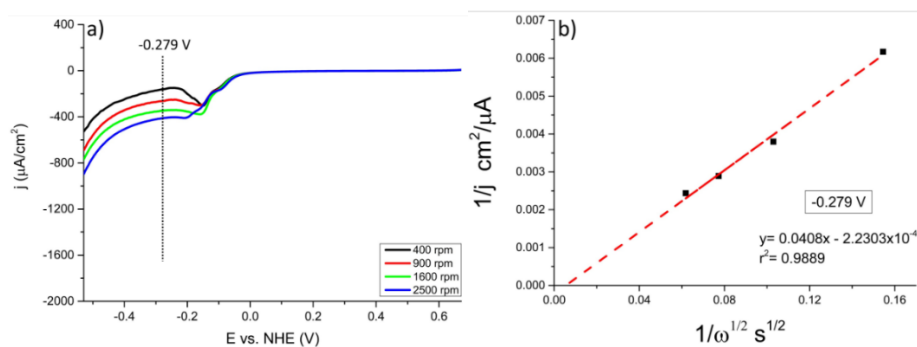 a)
-0.279 V
400
0
-400
-800
-1200
-1600
-2000
-0.4 -0.2 0.0 0.2 0.4 0.6
E vs. NHE (V)
j (µA/cm²)
400 rpm
900 rpm
1600 rpm
2500 rpm
b)
0.007
0.006
0.005
0.004
0.003
0.002
0.001
0.000
0.00 0.04 0.08 0.12 0.16
1/ω^1/2 s^1/2
1/j cm²/µA
-0.279 V
y= 0.0408x - 2.2303x10⁻⁴
r²= 0.9889